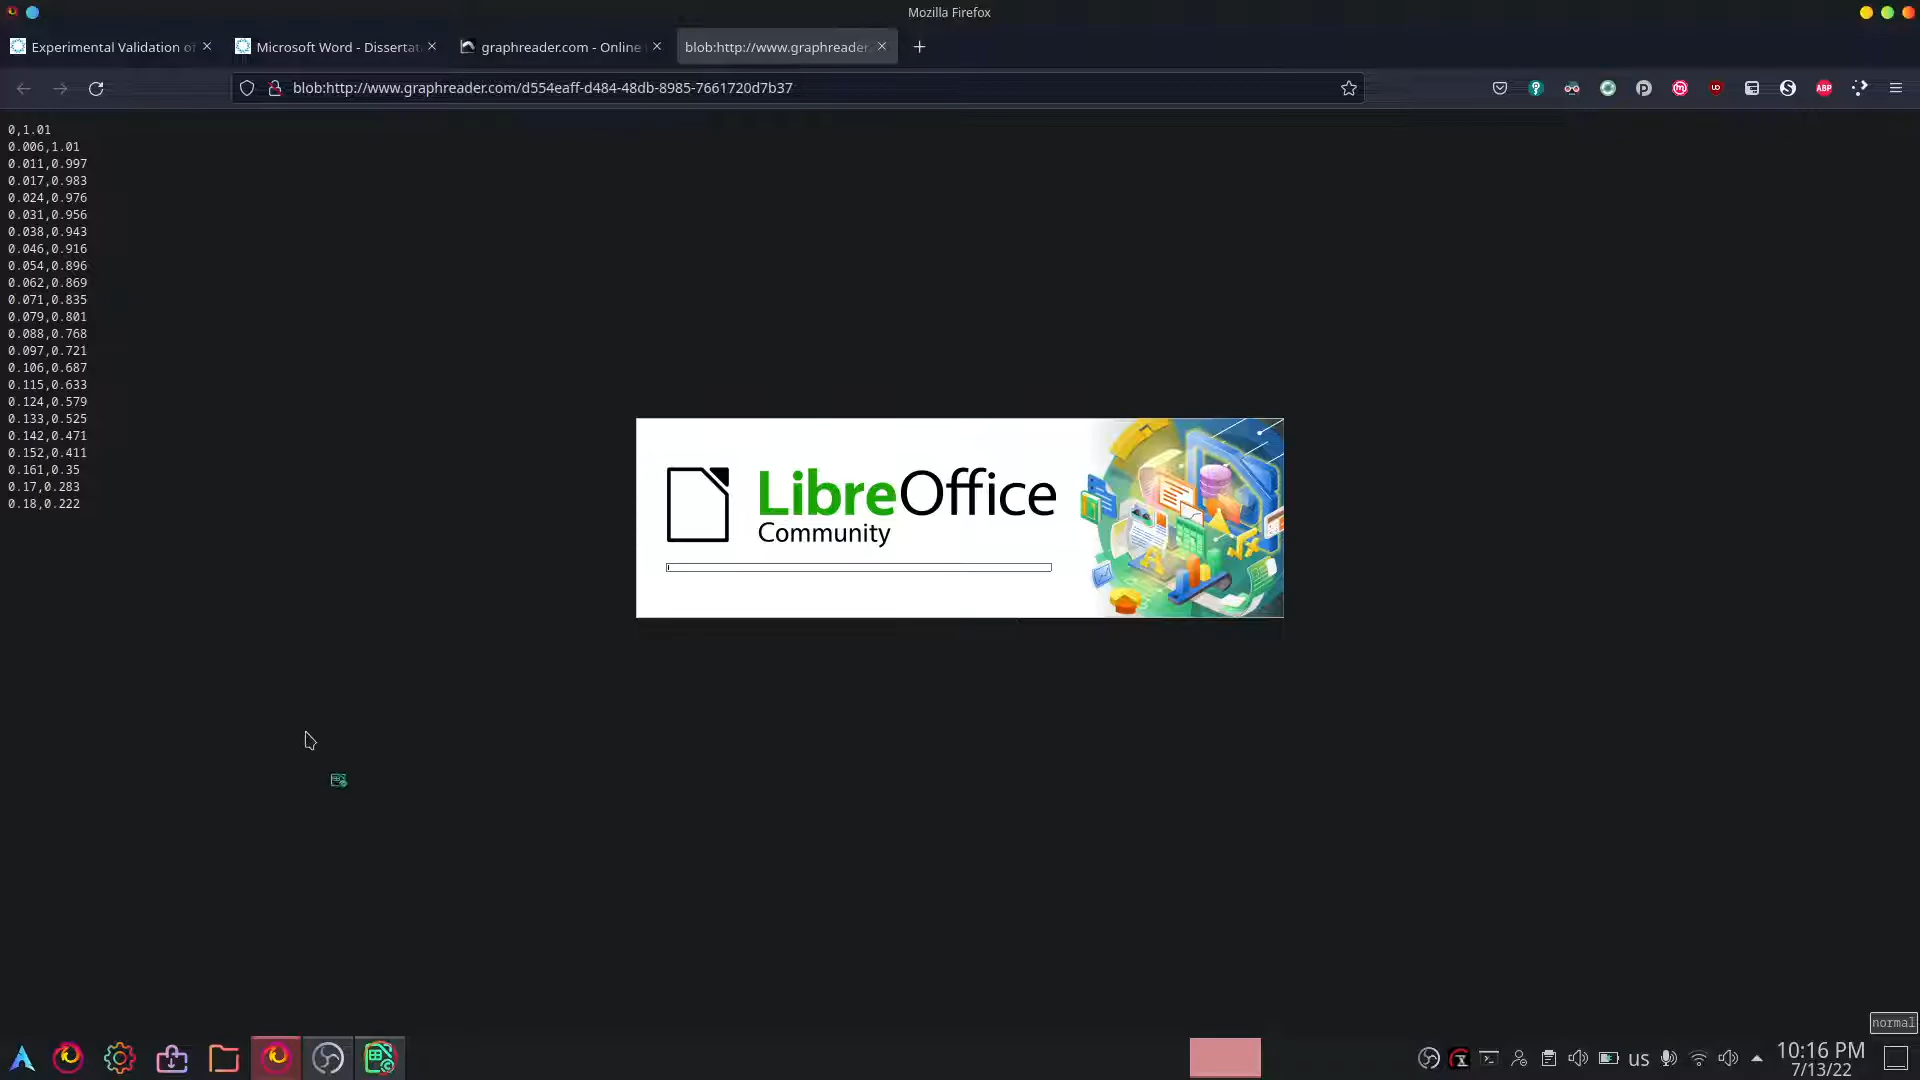 Mozilla Firefox
Experimental Validation of
Microsoft Word - Dissertat
graphreader.com - Online
blob:http://www.graphreader
blob:http://www.graphreader.com/d554eaff-d484-48db-8985-7661720d7b37
ABP
0,1.01
0.006,1.01
0.011,0.997
0.017,0.983
0.024,0.976
0.031,0.956
0.038,0.943
0.046,0.916
0.054,0.896
0.062,0.869
0.071,0.835
0.079,0.801
0.088,0.768
0.097,0.721
0.106,0.687
0.115,0.633
0.124,0.579
0.133,0.525
0.142,0.471
0.152,0.411
0.161,0.35
0.17,0.283
0.18,0.222
LibreOffice
Community
normal
us
10:16 PM
7/13/22